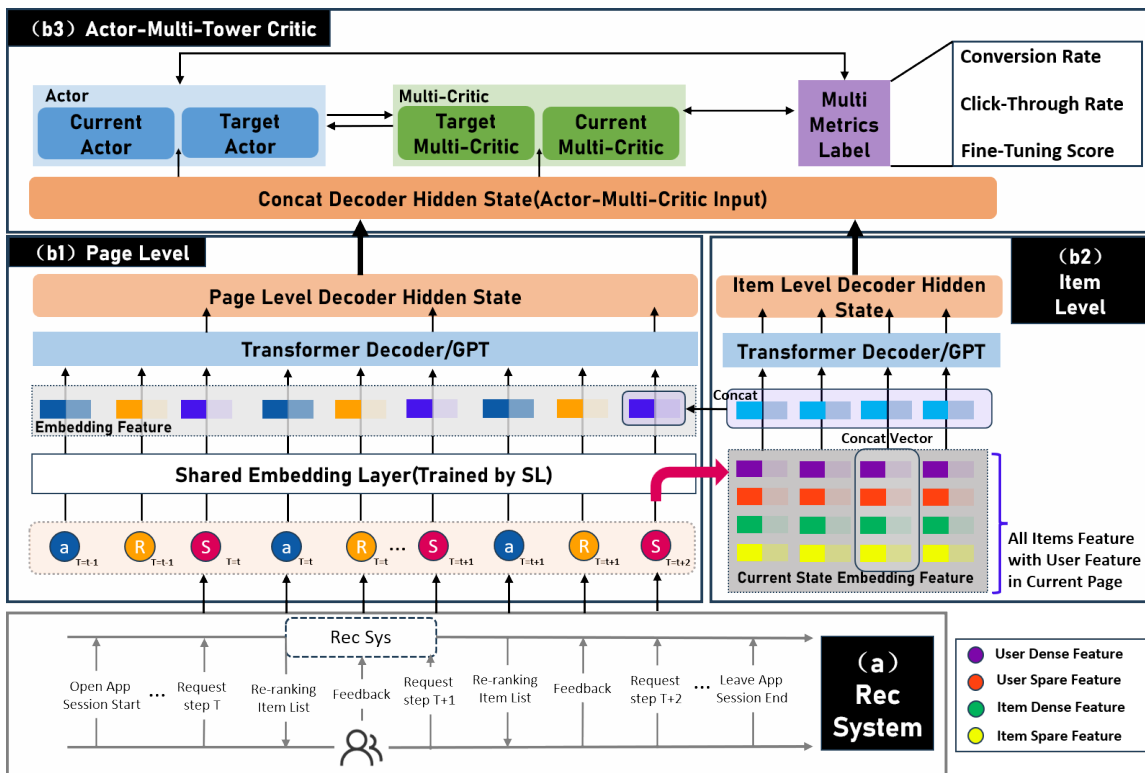 (b3) Actor-Multi-Tower Critic
Actor
Current
Actor
Target
Actor
Multi-Critic
Target
Multi-Critic
Current
Multi-Critic
Multi
Metrics
Label
Conversion Rate
Click-Through Rate
Fine-Tuning Score
Concat Decoder Hidden State(Actor-Multi-Critic Input)
(b1) Page Level
Page Level Decoder Hidden State
Transformer Decoder/GPT
Embedding Feature
Shared Embedding Layer(Trained by SL)
a T=t-1
R T=t-1
S T=t
a T=t
R T=t
...
S T=t+1
a T=t+1
R T=t+1
S T=t+2
(b2)
Item
Level
Item Level Decoder Hidden
State
Transformer Decoder/GPT
Concat
Concat Vector
Current State Embedding Feature
All Items Feature
with User Feature
in Current Page
Rec Sys
Open App
Session Start
...
Request
step T
Re-ranking
Item List
Feedback
Request
step T+1
Re-ranking
Item List
Feedback
Request
step T+2
...
Leave App
Session End
(a)
Rec
System
User Dense Feature
User Spare Feature
Item Dense Feature
Item Spare Feature